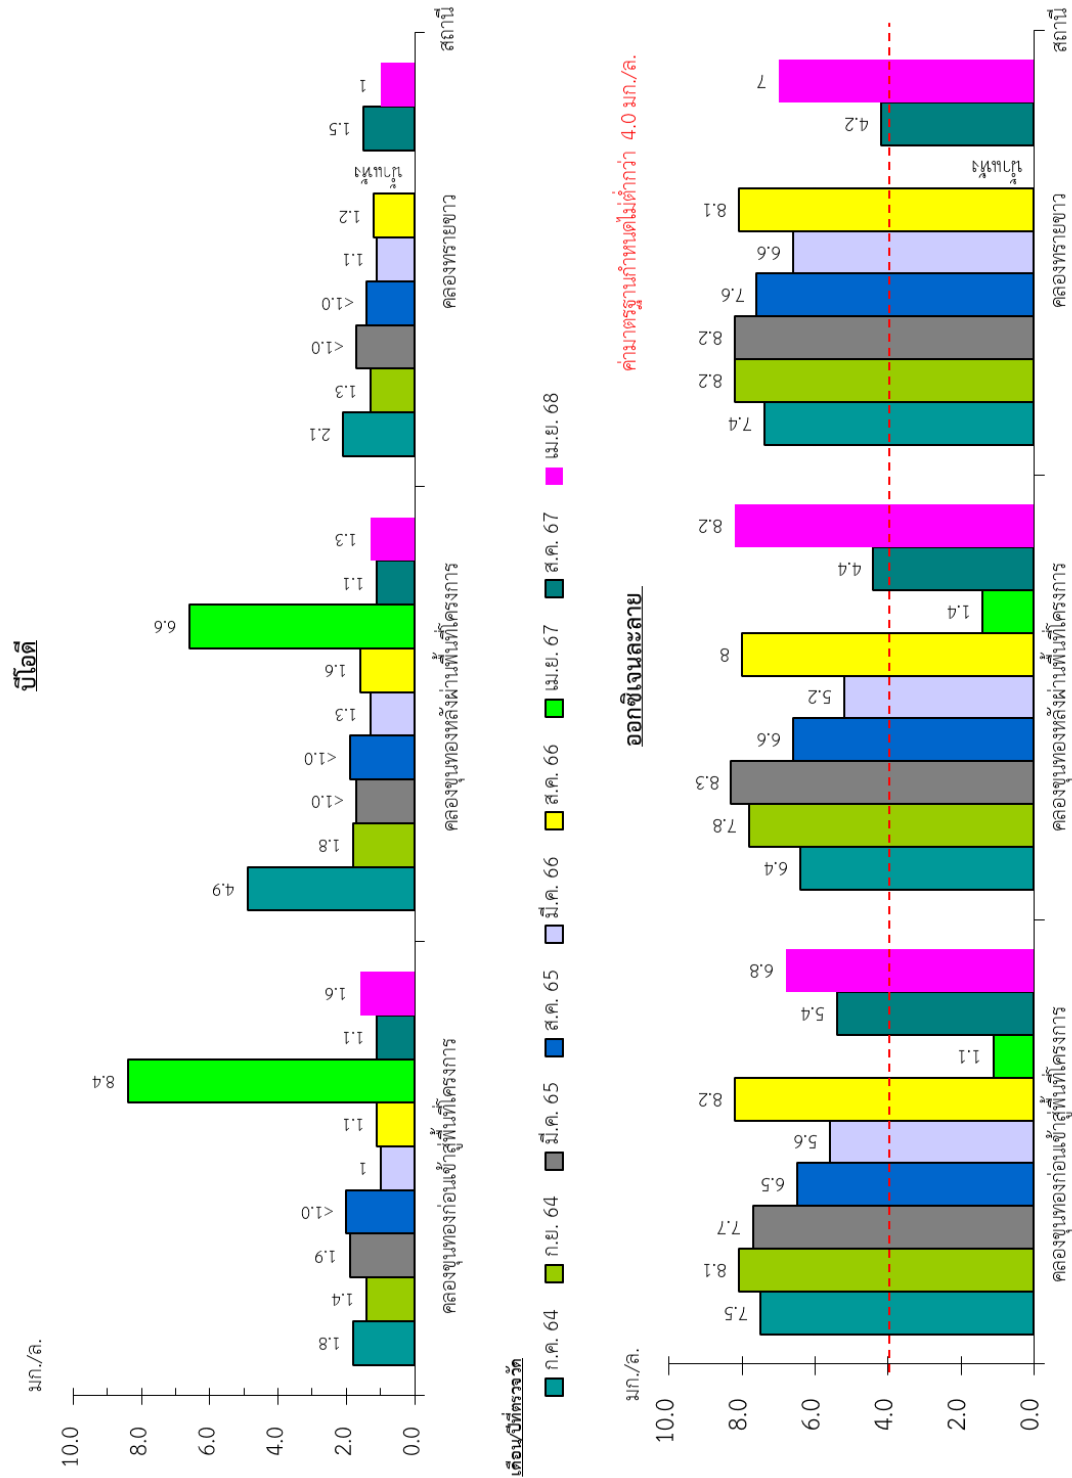 บีโอดี
มก./ล.
10.0
8.0
6.0
4.0
2.0
0.0
1.8
1.4
1.9
<1.0
1
1.1
8.4
1.1
1.6
4.9
1.8
<1.0
<1.0
1.3
1.6
6.6
1.1
1.3
2.1
1.3
<1.0
<1.0
1.1
1.2
น้ำแห้ง
1.5
1
คลองขุนทองก่อนเข้าสู่พื้นที่โครงการ
คลองขุนทองหลังผ่านพื้นที่โครงการ
คลองทรายขาว
สถานี
เดือน/ปีที่ตรวจวัด
ก.ค. 64
ก.ย. 64
มี.ค. 65
ส.ค. 65
มี.ค. 66
ส.ค. 66
เม.ย. 67
ส.ค. 67
เม.ย. 68
ออกซิเจนละลาย
มก./ล.
ค่ามาตรฐานกำหนดไม่ต่ำกว่า 4.0 มก./ล.
10.0
8.0
6.0
4.0
2.0
0.0
7.5
8.1
7.7
6.5
5.6
8.2
1.1
5.4
6.8
6.4
7.8
8.3
6.6
5.2
8
1.4
4.4
8.2
7.4
8.2
8.2
7.6
6.6
8.1
น้ำแห้ง
4.2
7
คลองขุนทองก่อนเข้าสู่พื้นที่โครงการ
คลองขุนทองหลังผ่านพื้นที่โครงการ
คลองทรายขาว
สถานี